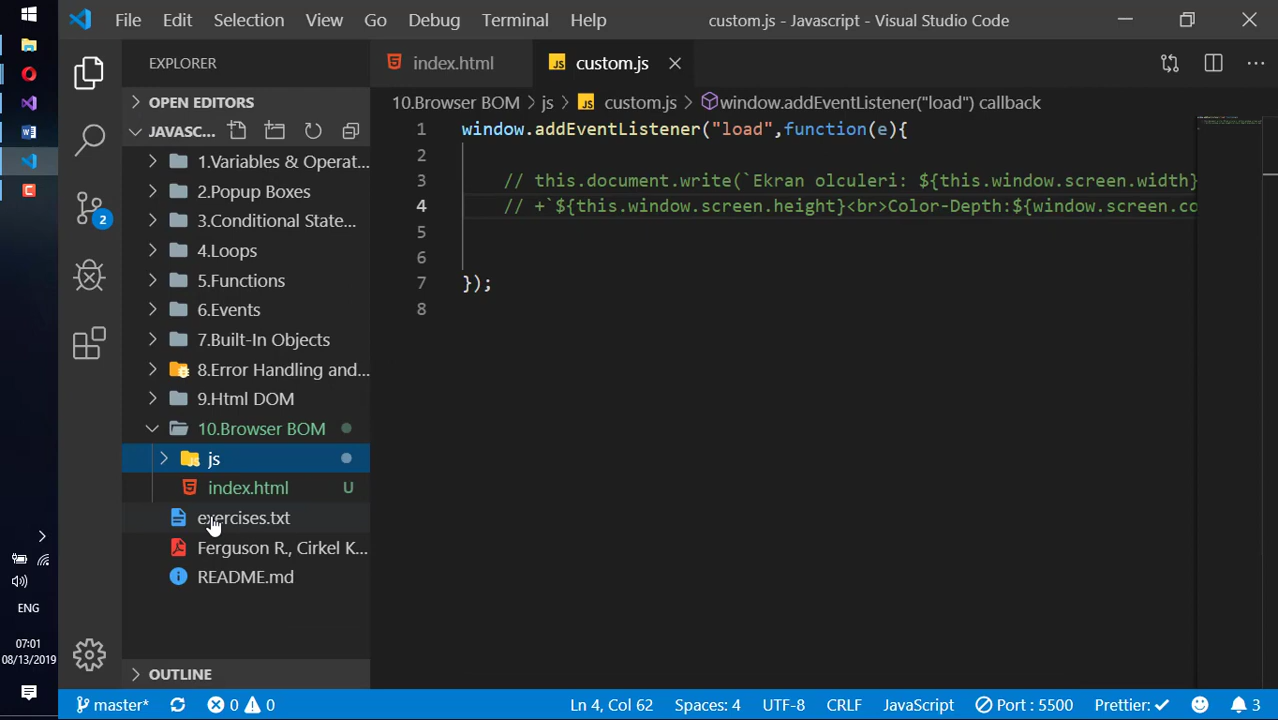 File Edit Selection View Go Debug Terminal Help custom.js - Javascript - Visual Studio Code
EXPLORER
index.html
JS custom.js
OPEN EDITORS
10.Browser BOM > js > JS custom.js > window.addEventListener("load") callback
JAVASC...
1 window.addEventListener("load",function(e){
2
3 // this.document.write(`Ekran olculeri: ${this.window.screen.width}
4 // +`${this.window.screen.height}<br>Color-Depth:${window.screen.co
5
6
7 });
8
1.Variables & Operat...
2.Popup Boxes
3.Conditional State...
4.Loops
5.Functions
6.Events
7.Built-In Objects
8.Error Handling and...
9.Html DOM
10.Browser BOM
js
index.html U
exercises.txt
Ferguson R., Cirkel K...
README.md
OUTLINE
2
ENG
07:01
08/13/2019
master* 0 0 Ln 4, Col 62 Spaces: 4 UTF-8 CRLF JavaScript Port : 5500 Prettier: 3